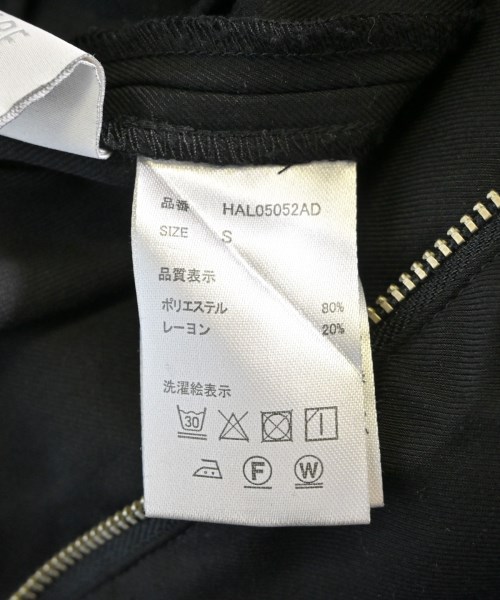 品番 HAL05052AD
SIZE S
品質表示
ポリエステル 80%
レーヨン 20%
洗濯絵表示
30
F W